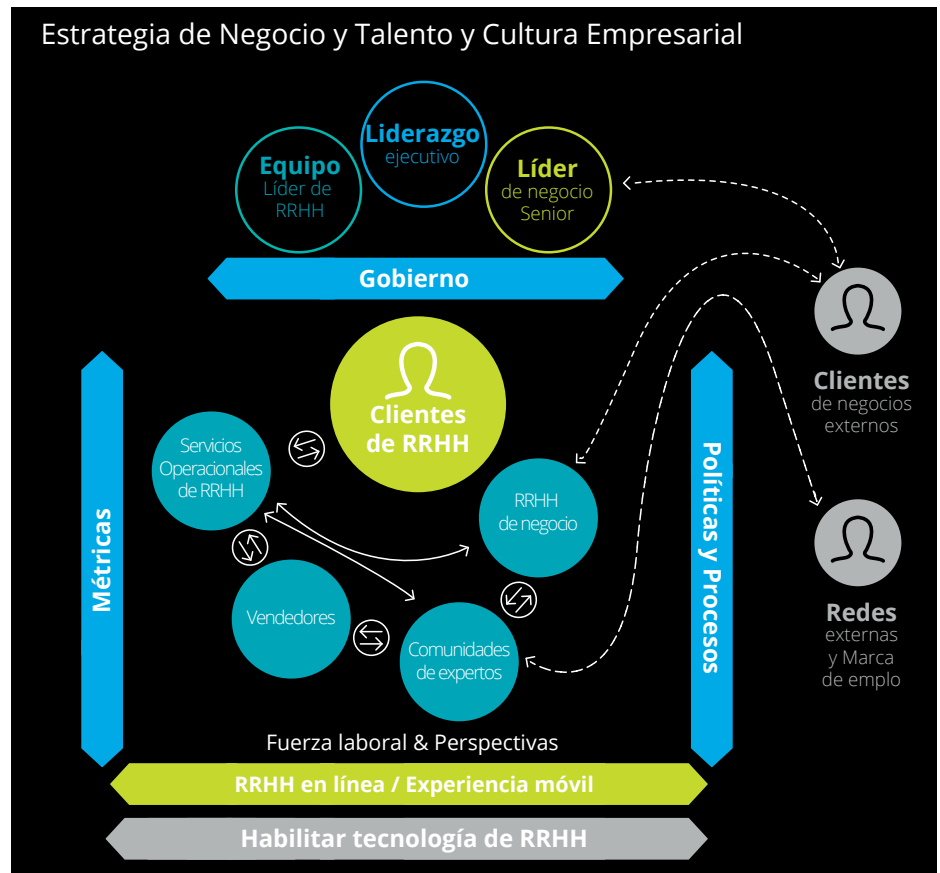 Estrategia de Negocio y Talento y Cultura Empresarial
Liderazgo
ejecutivo
Equipo
Líder de
RRHH
Líder
de negocio
Senior
Gobierno
Clientes
de RRHH
Clientes
de negocios
externos
Servicios
Operacionales
de RRHH
RRHH
de negocio
Métricas
Políticas y Procesos
Vendedores
Comunidades
de expertos
Redes
externas
y Marca
de emplo
Fuerza laboral & Perspectivas
RRHH en línea / Experiencia móvil
Habilitar tecnología de RRHH